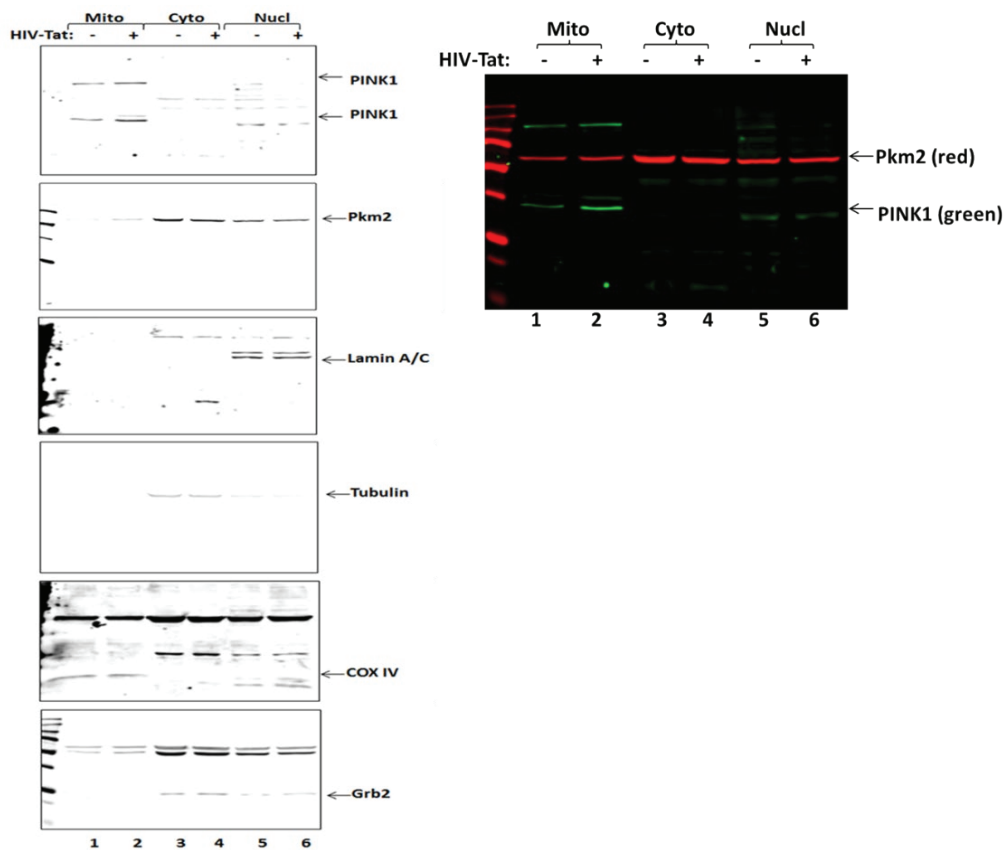 Mito Cyto Nucl
HIV-Tat: - + - + - +
PINK1
PINK1
Pkm2
Lamin A/C
Tubulin
COX IV
Grb2
1 2 3 4 5 6
Mito Cyto Nucl
HIV-Tat: - + - + - +
Pkm2 (red)
PINK1 (green)
1 2 3 4 5 6